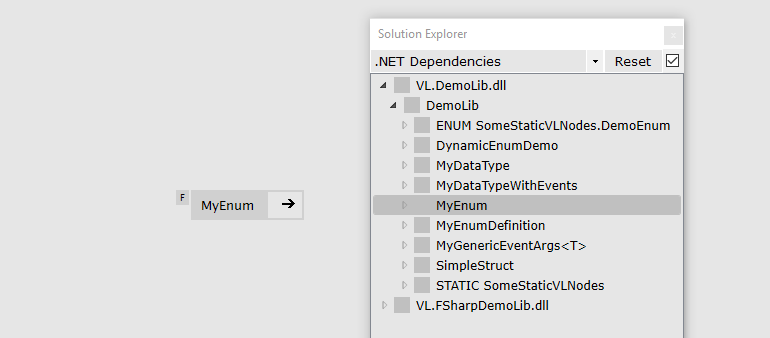 Solution Explorer
.NET Dependencies
Reset
VL.DemoLib.dll
DemoLib
ENUM SomeStaticVLNodes.DemoEnum
DynamicEnumDemo
MyDataType
MyDataTypeWithEvents
MyEnum
MyEnumDefinition
MyGenericEventArgs<T>
SimpleStruct
STATIC SomeStaticVLNodes
VL.FSharpDemoLib.dll
F
MyEnum